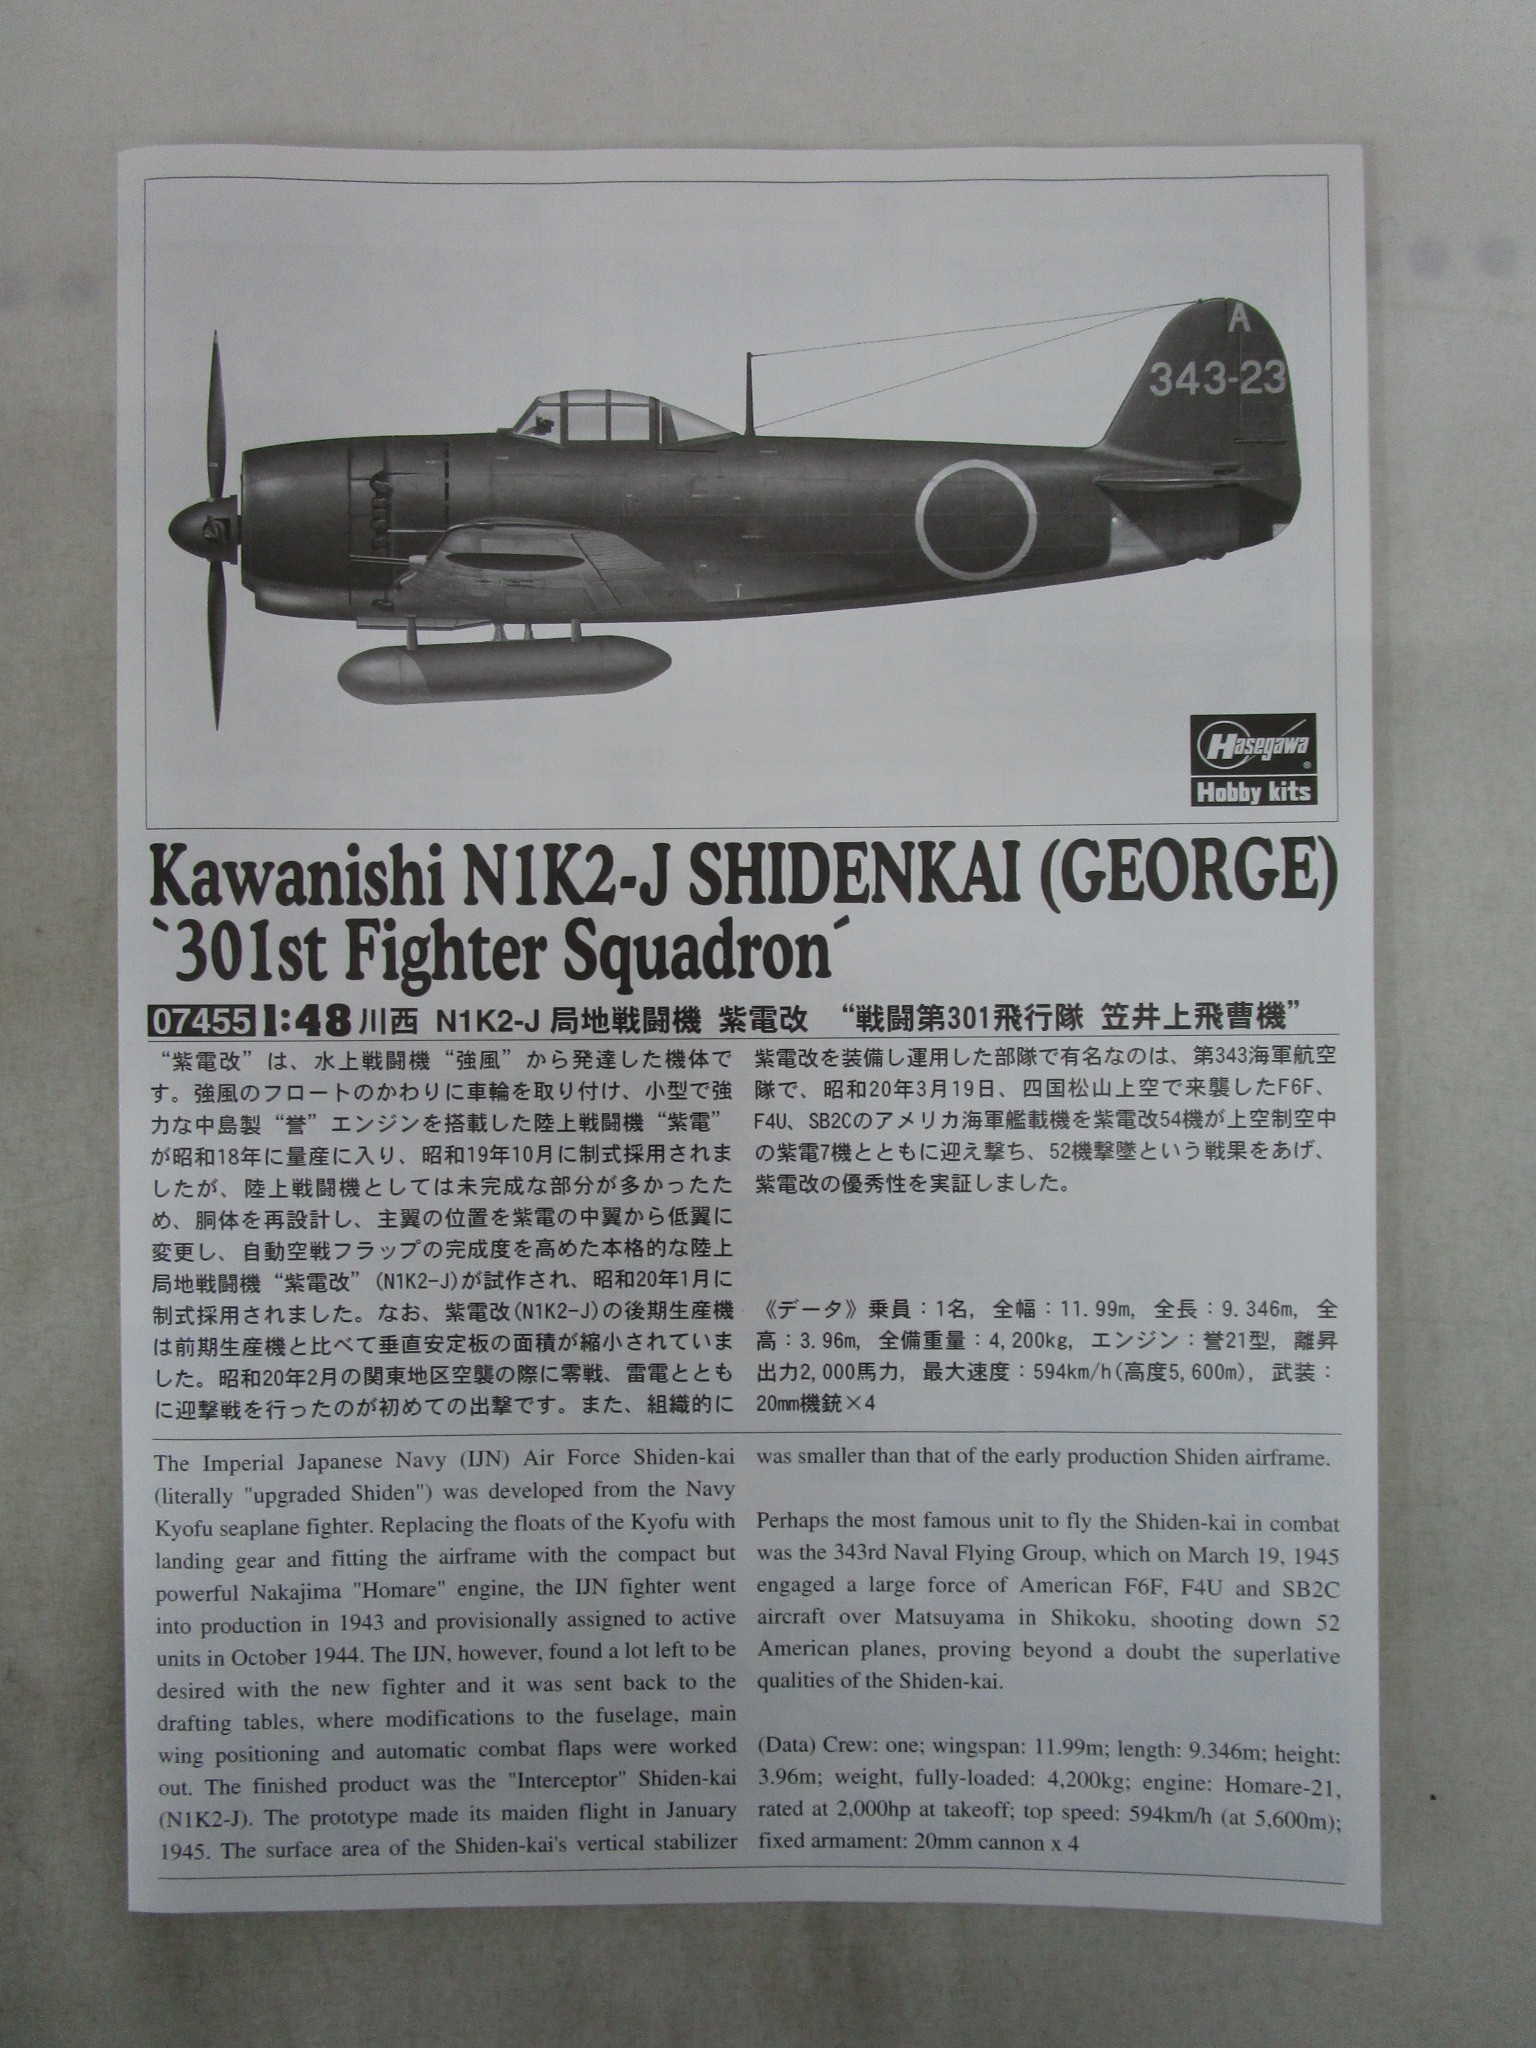 A
343-23
Hasegawa
Hobby kits
Kawanishi N1K2-J SHIDENKAI (GEORGE)
`301st Fighter Squadron´
07455 1:48 川西 N1K2-J 局地戦闘機 紫電改 “戦闘第301飛行隊 笠井上飛曹機”
“紫電改”は、水上戦闘機“強風”から発達した機体で
す。強風のフロートのかわりに車輪を取り付け、小型で強
力な中島製“誉”エンジンを搭載した陸上戦闘機“紫電”
が昭和18年に量産に入り、昭和19年10月に制式採用されま
したが、陸上戦闘機としては未完成な部分が多かったた
め、胴体を再設計し、主翼の位置を紫電の中翼から低翼に
変更し、自動空戦フラップの完成度を高めた本格的な陸上
局地戦闘機“紫電改”(N1K2-J)が試作され、昭和20年1月に
制式採用されました。なお、紫電改(N1K2-J)の後期生産機
は前期生産機と比べて垂直安定板の面積が縮小されていま
した。昭和20年2月の関東地区空襲の際に零戦、雷電ととも
に迎撃戦を行ったのが初めての出撃です。また、組織的に
紫電改を装備し運用した部隊で有名なのは、第343海軍航空
隊で、昭和20年3月19日、四国松山上空で来襲したF6F、
F4U、SB2Cのアメリカ海軍艦載機を紫電改54機が上空制空中
の紫電7機とともに迎え撃ち、52機撃墜という戦果をあげ、
紫電改の優秀性を実証しました。
《データ》乗員：1名, 全幅：11.99m, 全長：9.346m, 全
高：3.96m, 全備重量：4,200kg, エンジン：誉21型, 離昇
出力2,000馬力, 最大速度：594km/h(高度5,600m), 武装：
20mm機銃×4
The Imperial Japanese Navy (IJN) Air Force Shiden-kai
(literally "upgraded Shiden") was developed from the Navy
Kyofu seaplane fighter. Replacing the floats of the Kyofu with
landing gear and fitting the airframe with the compact but
powerful Nakajima "Homare" engine, the IJN fighter went
into production in 1943 and provisionally assigned to active
units in October 1944. The IJN, however, found a lot left to be
desired with the new fighter and it was sent back to the
drafting tables, where modifications to the fuselage, main
wing positioning and automatic combat flaps were worked
out. The finished product was the "Interceptor" Shiden-kai
(N1K2-J). The prototype made its maiden flight in January
1945. The surface area of the Shiden-kai's vertical stabilizer
was smaller than that of the early production Shiden airframe.
Perhaps the most famous unit to fly the Shiden-kai in combat
was the 343rd Naval Flying Group, which on March 19, 1945
engaged a large force of American F6F, F4U and SB2C
aircraft over Matsuyama in Shikoku, shooting down 52
American planes, proving beyond a doubt the superlative
qualities of the Shiden-kai.
(Data) Crew: one; wingspan: 11.99m; length: 9.346m; height:
3.96m; weight, fully-loaded: 4,200kg; engine: Homare-21,
rated at 2,000hp at takeoff; top speed: 594km/h (at 5,600m);
fixed armament: 20mm cannon x 4